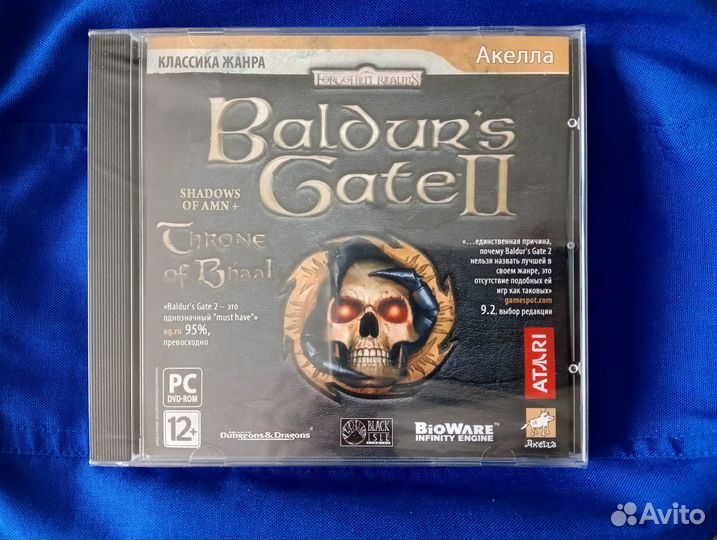 КЛАССИКА ЖАНРА
Акелла
FORGOTTEN REALMS
Baldur's
Gate II
SHADOWS
OF AMN +
Throne
of Bhaal
«...единственная причина,
почему Baldur's Gate 2
нельзя назвать лучшей в
своем жанре, это
отсутствие подобных ей
игр как таковых»
gamespot.com
9.2, выбор редакции
«Baldur's Gate 2 – это
однозначный "must have"»
ag.ru 95%,
превосходно
PC
DVD-ROM
12+
Dungeons & Dragons
BLACK
ISLE
BIOWARE™
INFINITY ENGINE
ATARI
Акелла
Avito